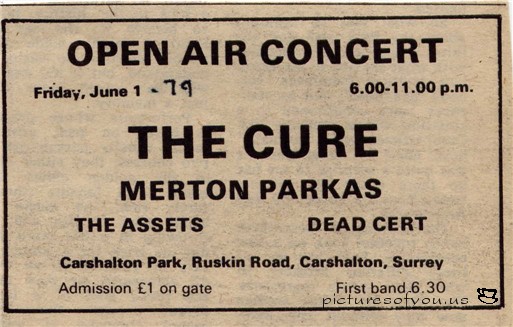 OPEN AIR CONCERT
Friday, June 1 - 79 6.00-11.00 p.m.
THE CURE
MERTON PARKAS
THE ASSETS DEAD CERT
Carshalton Park, Ruskin Road, Carshalton, Surrey
Admission £1 on gate First band 6.30
picturesofyou.us